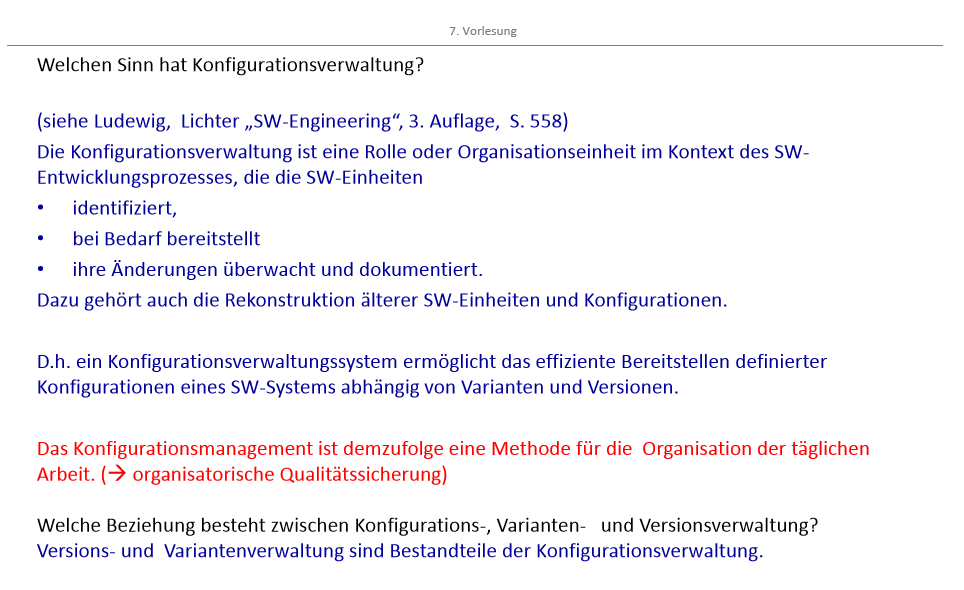 7. Vorlesung
Welchen Sinn hat Konfigurationsverwaltung?
(siehe Ludewig, Lichter „SW-Engineering“, 3. Auflage, S. 558)
Die Konfigurationsverwaltung ist eine Rolle oder Organisationseinheit im Kontext des SW-
Entwicklungsprozesses, die die SW-Einheiten
• identifiziert,
• bei Bedarf bereitstellt
• ihre Änderungen überwacht und dokumentiert.
Dazu gehört auch die Rekonstruktion älterer SW-Einheiten und Konfigurationen.
D.h. ein Konfigurationsverwaltungssystem ermöglicht das effiziente Bereitstellen definierter
Konfigurationen eines SW-Systems abhängig von Varianten und Versionen.
Das Konfigurationsmanagement ist demzufolge eine Methode für die Organisation der täglichen
Arbeit. (→ organisatorische Qualitätssicherung)
Welche Beziehung besteht zwischen Konfigurations-, Varianten- und Versionsverwaltung?
Versions- und Variantenverwaltung sind Bestandteile der Konfigurationsverwaltung.